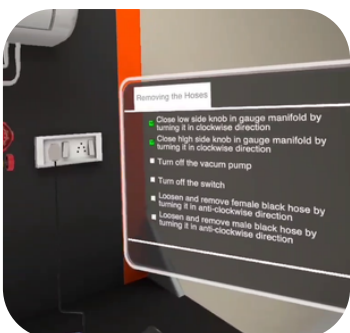 Removing the Hoses
Close low side knob in gauge manifold by
turning it in clockwise direction
Close high side knob in gauge manifold by
turning it in clockwise direction
Turn off the vacum pump
Turn off the switch
Loosen and remove female black hose by
turning it in anti-clockwise direction
Loosen and remove male black hose by
turning it in anti-clockwise direction